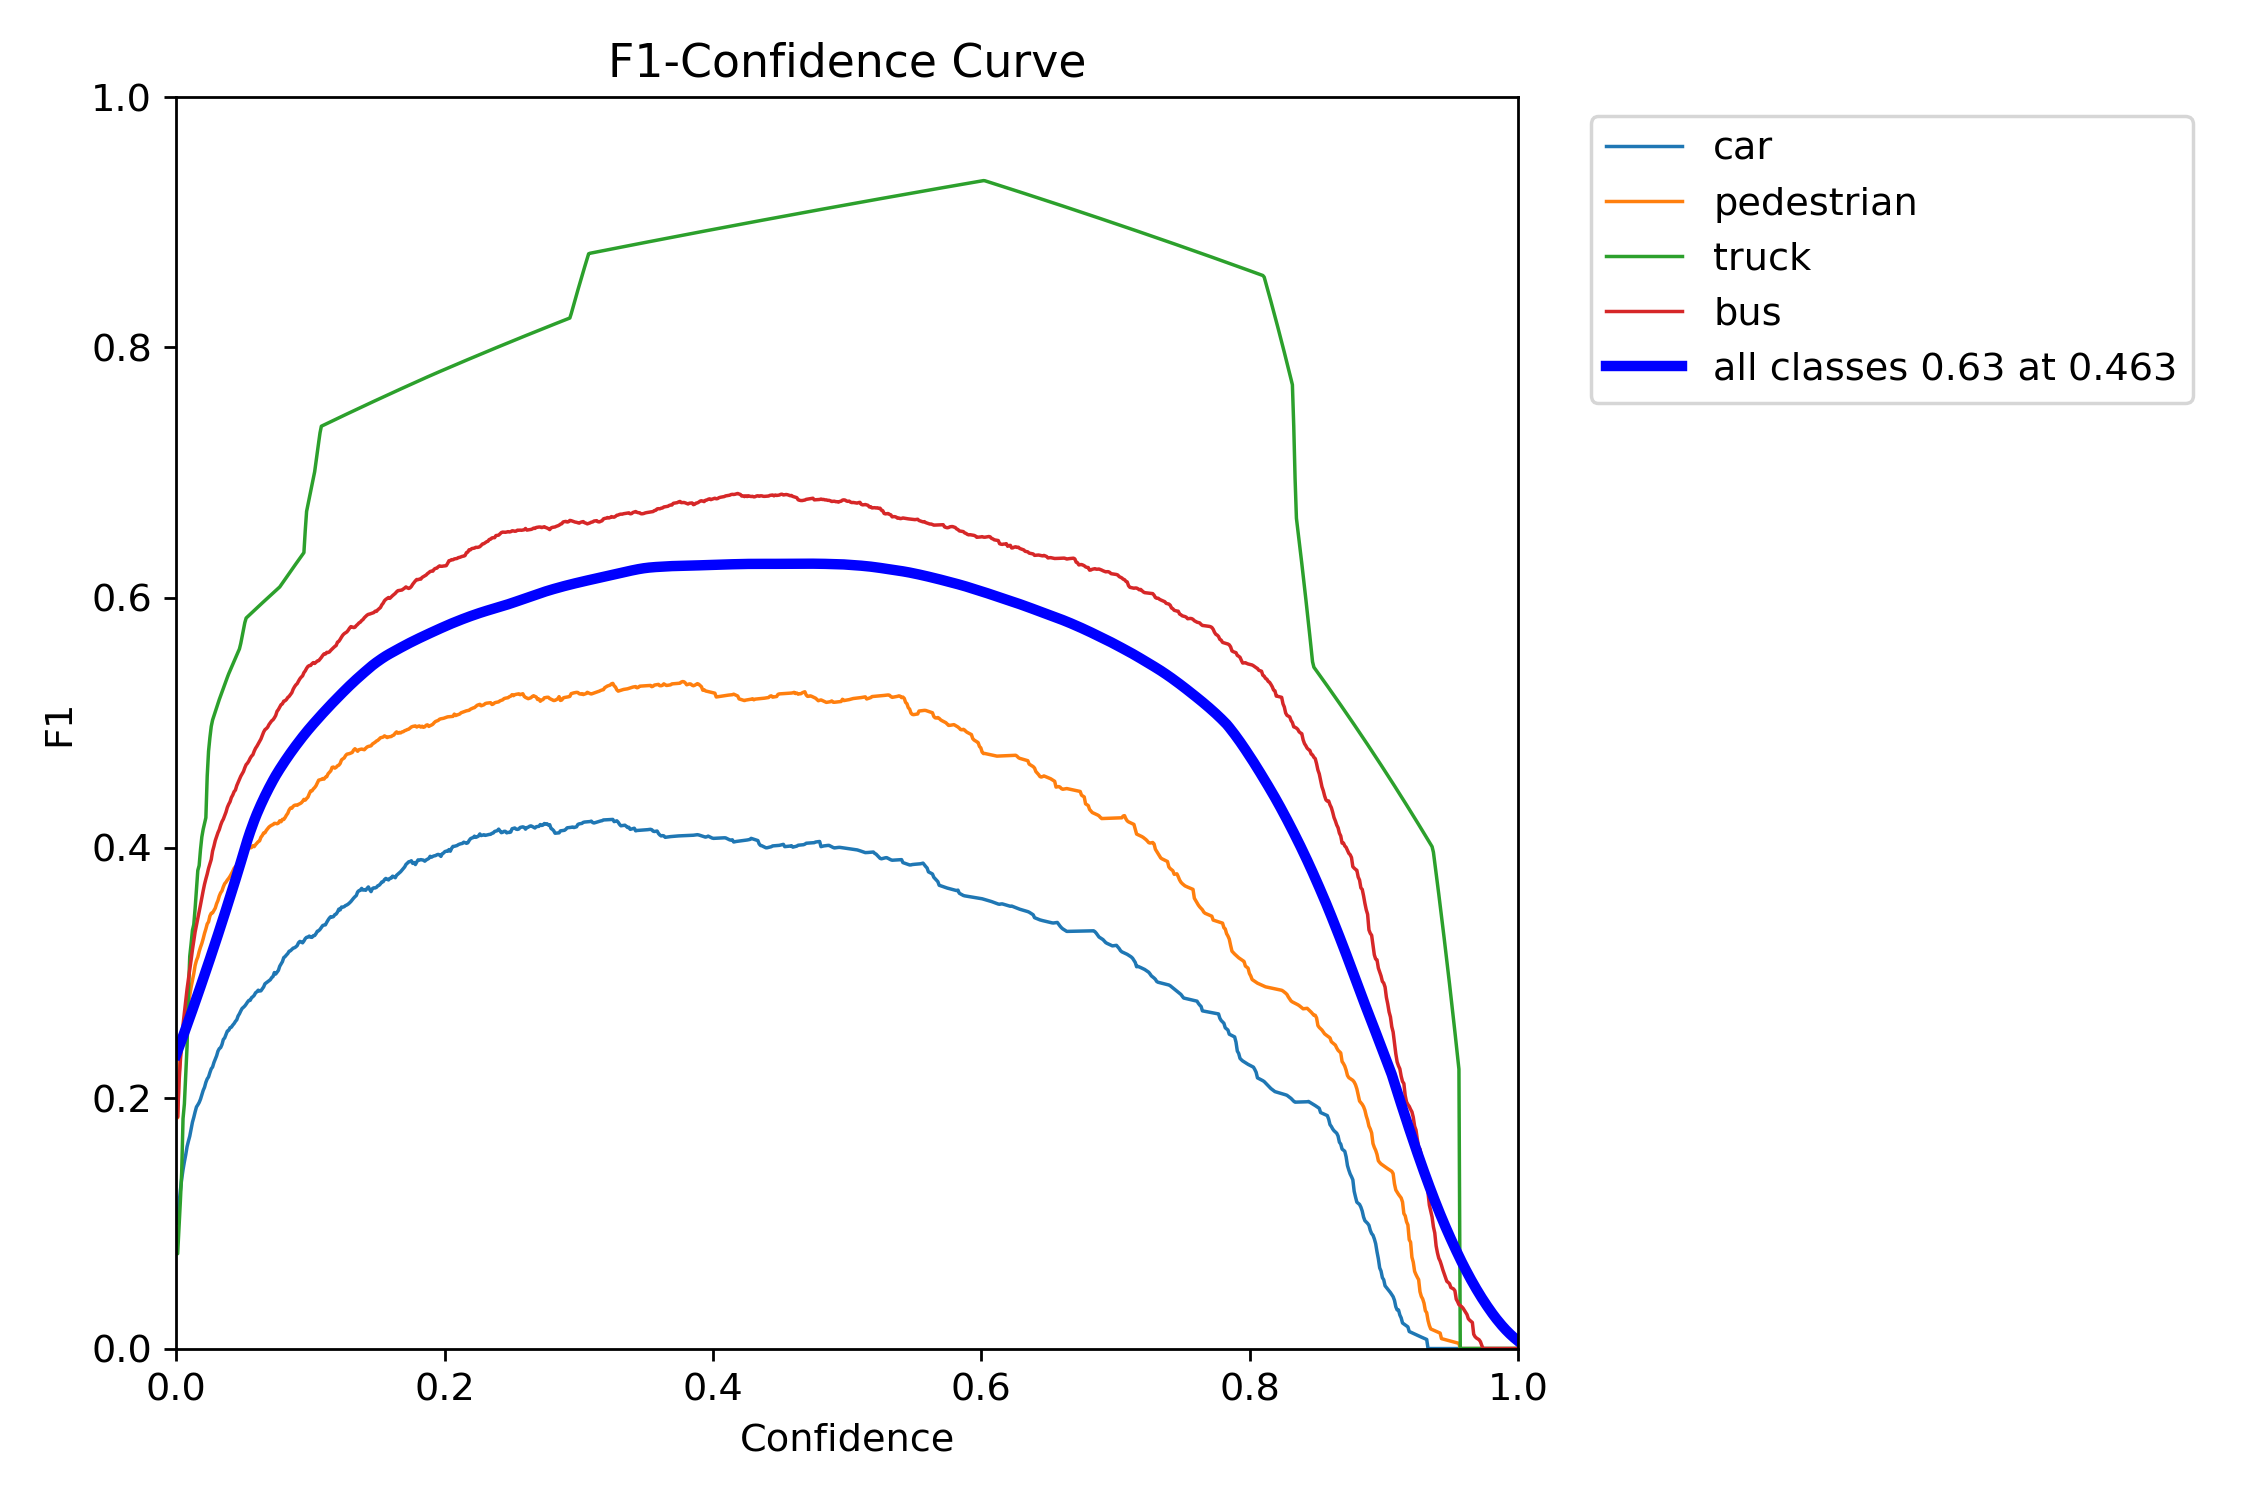 F1-Confidence Curve
1.0
0.8
0.6
0.4
0.2
0.0
F1
0.0 0.2 0.4 0.6 0.8 1.0
Confidence
car
pedestrian
truck
bus
all classes 0.63 at 0.463